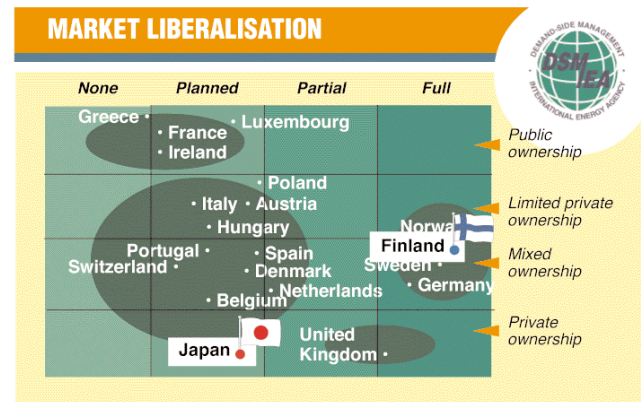 MARKET LIBERALISATION
DEMAND-SIDE MANAGEMENT
DSM
IEA
INTERNATIONAL ENERGY AGENCY
None Planned Partial Full
Greece
Luxembourg
France
Ireland
Public
ownership
Poland
Italy Austria
Hungary
Limited private
ownership
Norwa
Finland
Portugal Spain
Switzerland Denmark
Sweden
Netherlands
Germany
Belgium
Mixed
ownership
Japan
United
Kingdom
Private
ownership